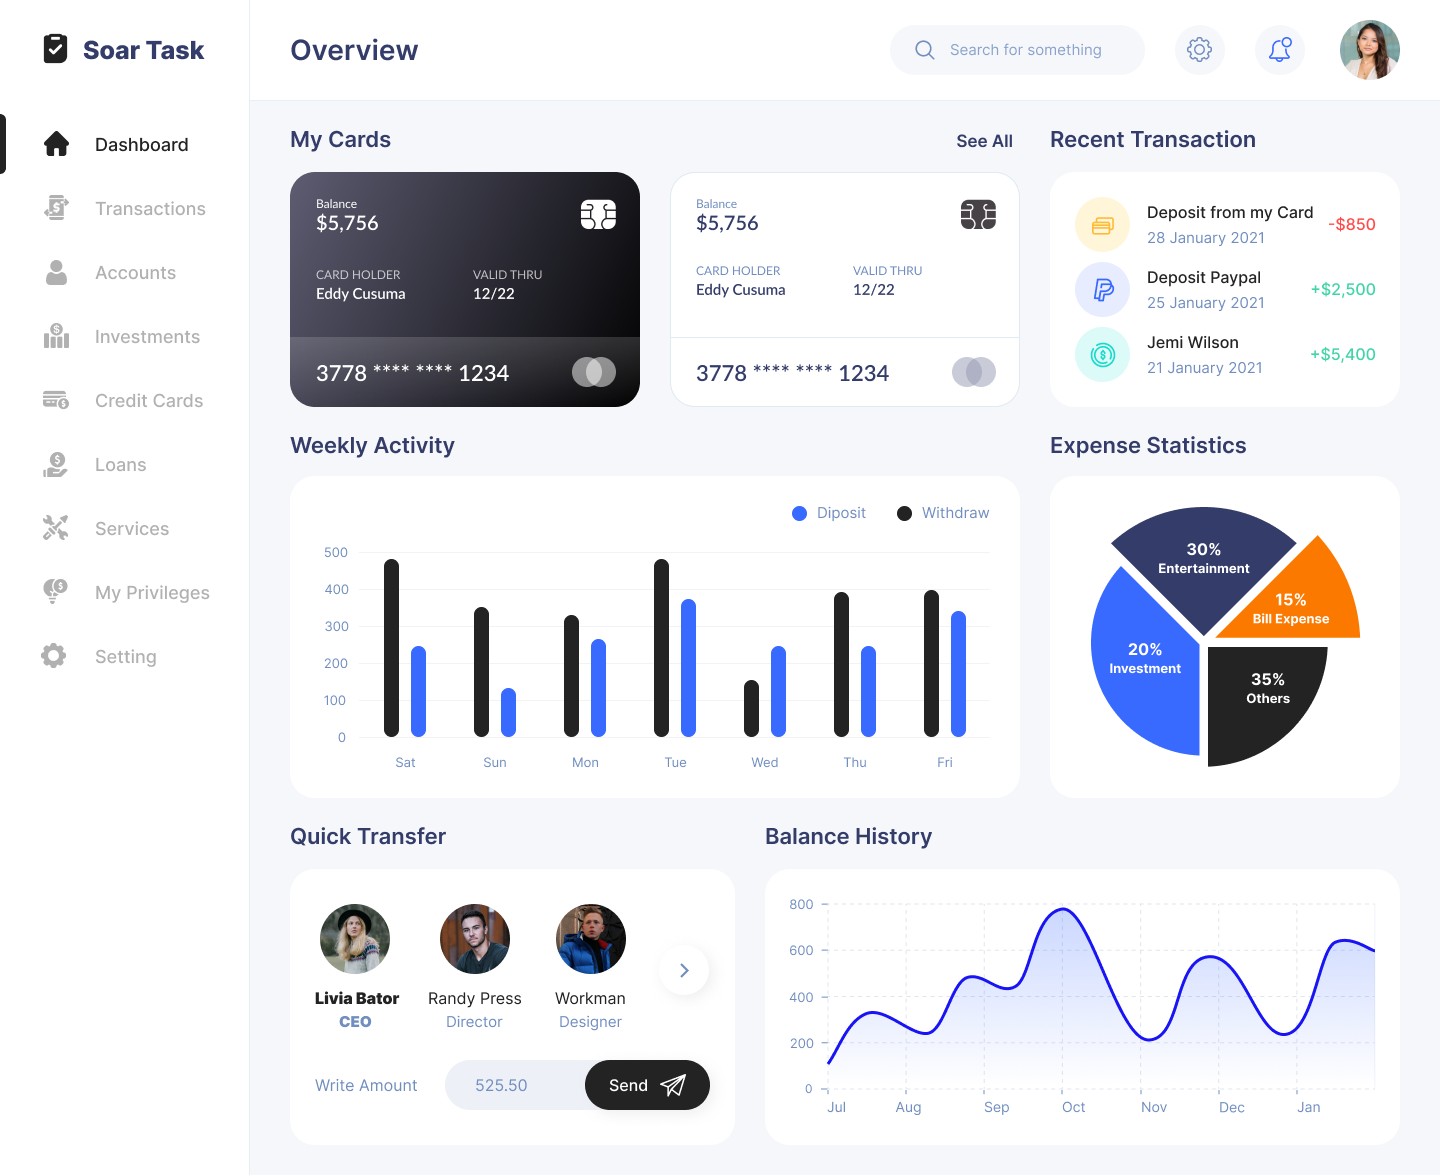 Soar Task
Overview
Search for something
Dashboard
Transactions
Accounts
Investments
Credit Cards
Loans
Services
My Privileges
Setting
My Cards
See All
Balance
$5,756
CARD HOLDER
VALID THRU
Eddy Cusuma
12/22
3778 **** **** 1234
Balance
$5,756
CARD HOLDER
VALID THRU
Eddy Cusuma
12/22
3778 **** **** 1234
Recent Transaction
Deposit from my Card
28 January 2021
-$850
Deposit Paypal
25 January 2021
+$2,500
Jemi Wilson
21 January 2021
+$5,400
Weekly Activity
Diposit
Withdraw
500
400
300
200
100
0
Sat
Sun
Mon
Tue
Wed
Thu
Fri
Expense Statistics
30%
Entertainment
15%
Bill Expense
20%
Investment
35%
Others
Quick Transfer
Livia Bator
CEO
Randy Press
Director
Workman
Designer
Write Amount
525.50
Send
Balance History
800
600
400
200
0
Jul
Aug
Sep
Oct
Nov
Dec
Jan